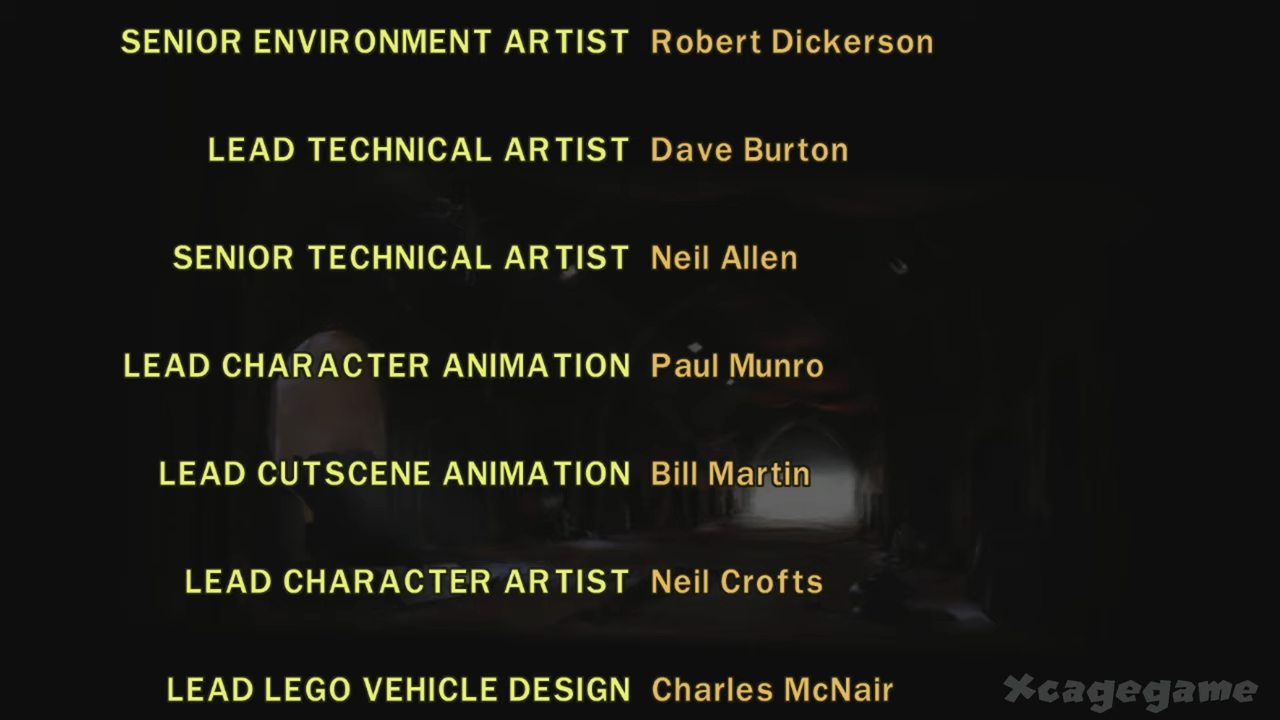 SENIOR ENVIRONMENT ARTIST Robert Dickerson
LEAD TECHNICAL ARTIST Dave Burton
SENIOR TECHNICAL ARTIST Neil Allen
LEAD CHARACTER ANIMATION Paul Munro
LEAD CUTSCENE ANIMATION Bill Martin
LEAD CHARACTER ARTIST Neil Crofts
LEAD LEGO VEHICLE DESIGN Charles McNair
Xcagegame